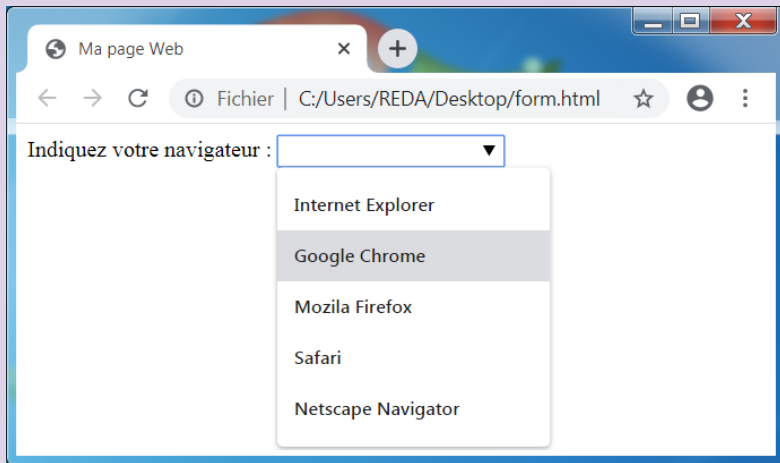 Ma page Web
Fichier | C:/Users/REDA/Desktop/form.html
Indiquez votre navigateur :
Internet Explorer
Google Chrome
Mozila Firefox
Safari
Netscape Navigator